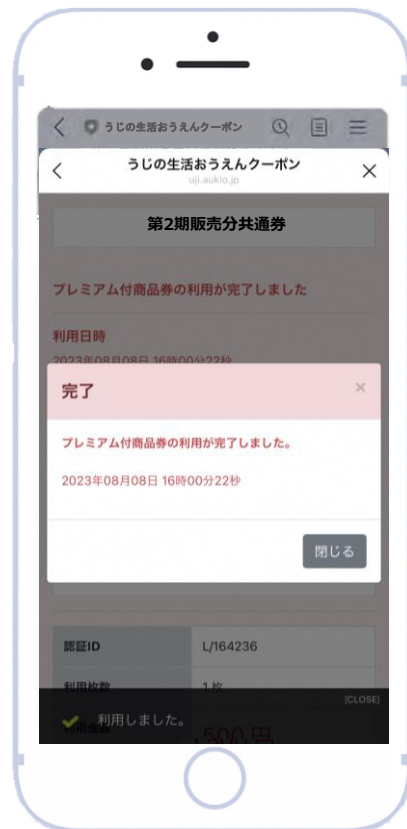 うじの生活おうえんクーポン
うじの生活おうえんクーポン
uji.aukio.jp
第2期販売分共通券
プレミアム付商品券の利用が完了しました
利用日時
2023年08月08日 16時00分22秒
完了
×
プレミアム付商品券の利用が完了しました。
2023年08月08日 16時00分22秒
閉じる
認証ID L/164236
利用枚数 1 枚
[CLOSE]
利用しました。
利用金額 500 円